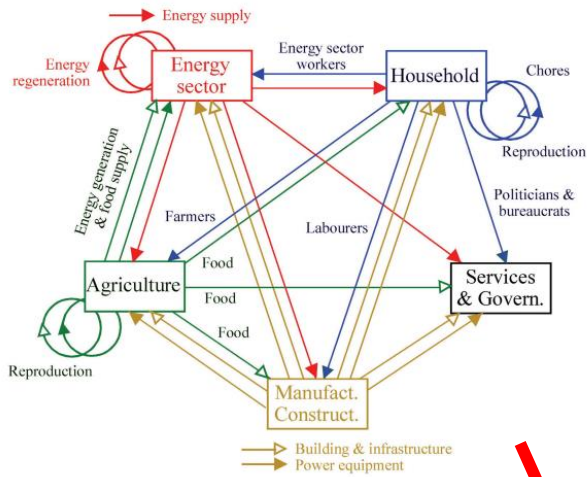 Energy supply
Energy
regeneration
Energy
sector
Energy sector
workers
Household
Chores
Reproduction
Energy generation
& food supply
Farmers
Labourers
Politicians &
bureaucrats
Agriculture
Food
Food
Food
Services
& Govern.
Reproduction
Manufact.
Construct.
Building & infrastructure
Power equipment